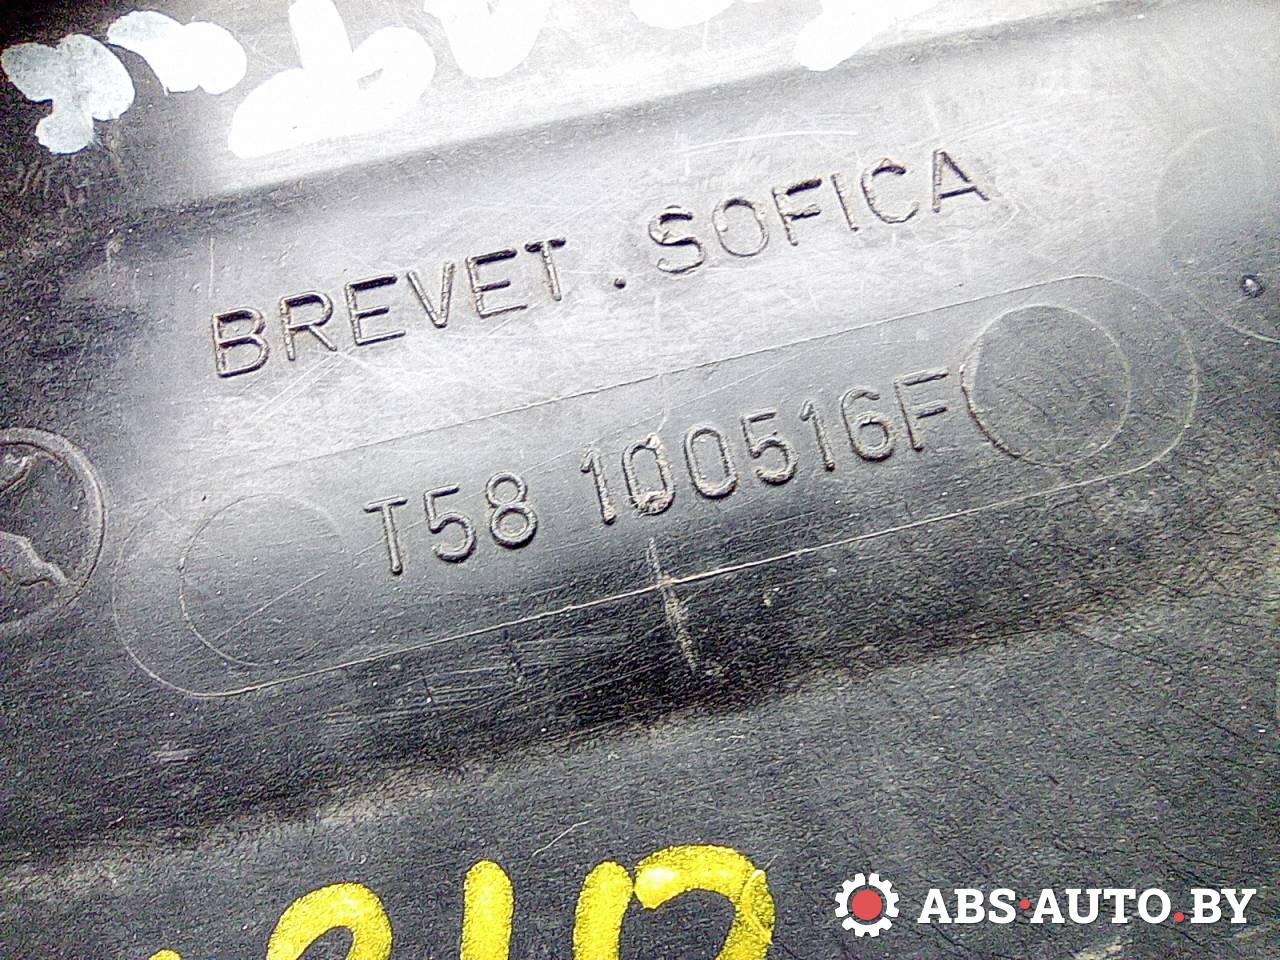 BREVET . SOFICA
T58 100516F
ABS·AUTO.BY